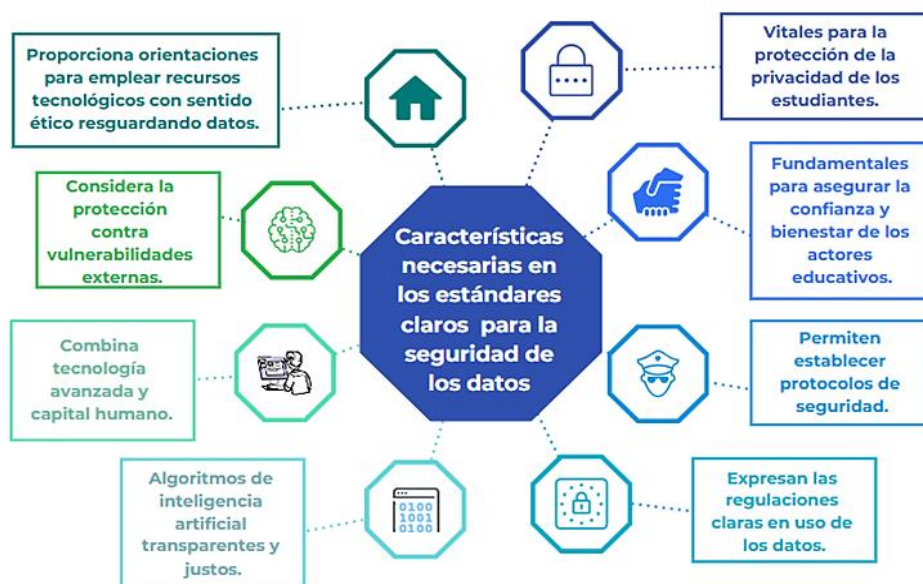 Proporciona orientaciones
para emplear recursos
tecnológicos con sentido
ético resguardando datos.
Vitales para la
protección de la
privacidad de los
estudiantes.
Considera la
protección
contra
vulnerabilidades
externas.
Fundamentales
para asegurar la
confianza y
bienestar de los
actores
educativos.
Características
necesarias en
los estándares
claros para la
seguridad de
los datos
Combina
tecnología
avanzada y
capital humano.
Permiten
establecer
protocolos de
seguridad.
Algoritmos de
inteligencia
artificial
transparentes y
justos.
0100
1001
0100
Expresan las
regulaciones
claras en uso de
los datos.